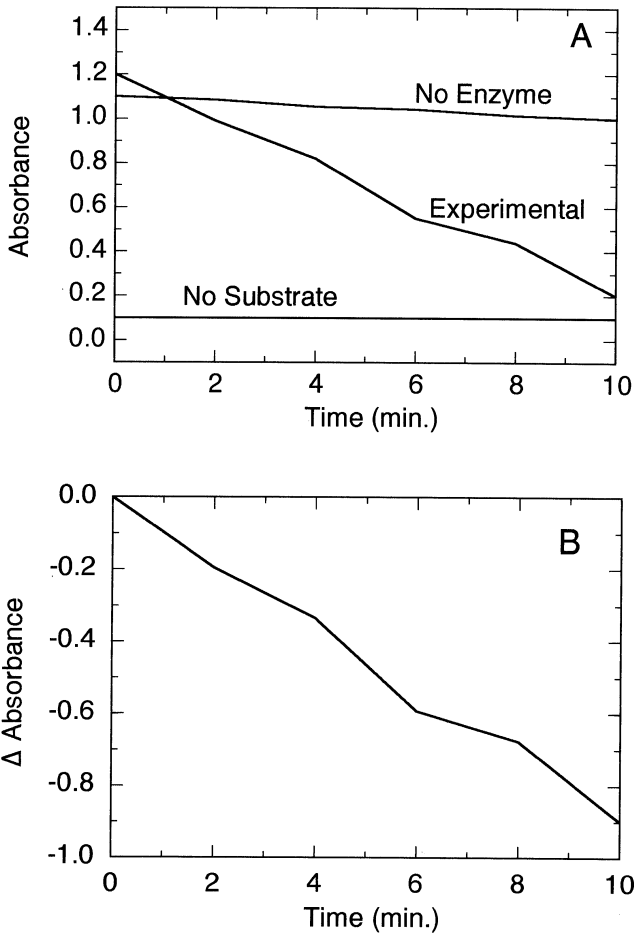 A
1.4
1.2
1.0
0.8
0.6
0.4
0.2
0.0
Absorbance
No Enzyme
Experimental
No Substrate
0 2 4 6 8 10
Time (min.)
B
0.0
-0.2
-0.4
-0.6
-0.8
-1.0
Δ Absorbance
0 2 4 6 8 10
Time (min.)